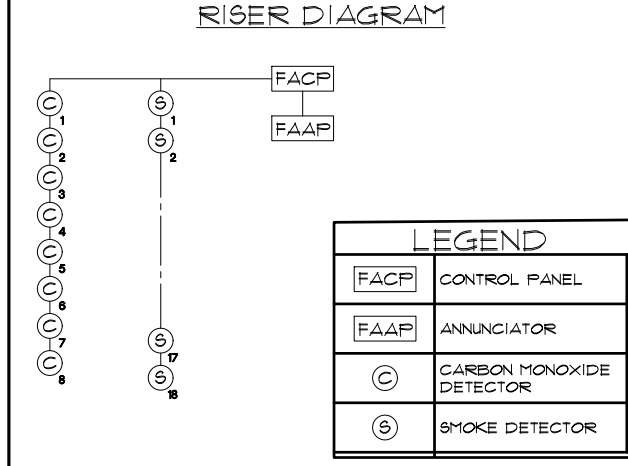 RISER DIAGRAM
FACP
FAAP
C
1
C
2
C
3
C
4
C
5
C
6
C
7
C
8
S
1
S
2
S
17
S
18
LEGEND
FACP CONTROL PANEL
FAAP ANNUNCIATOR
C CARBON MONOXIDE
DETECTOR
S SMOKE DETECTOR